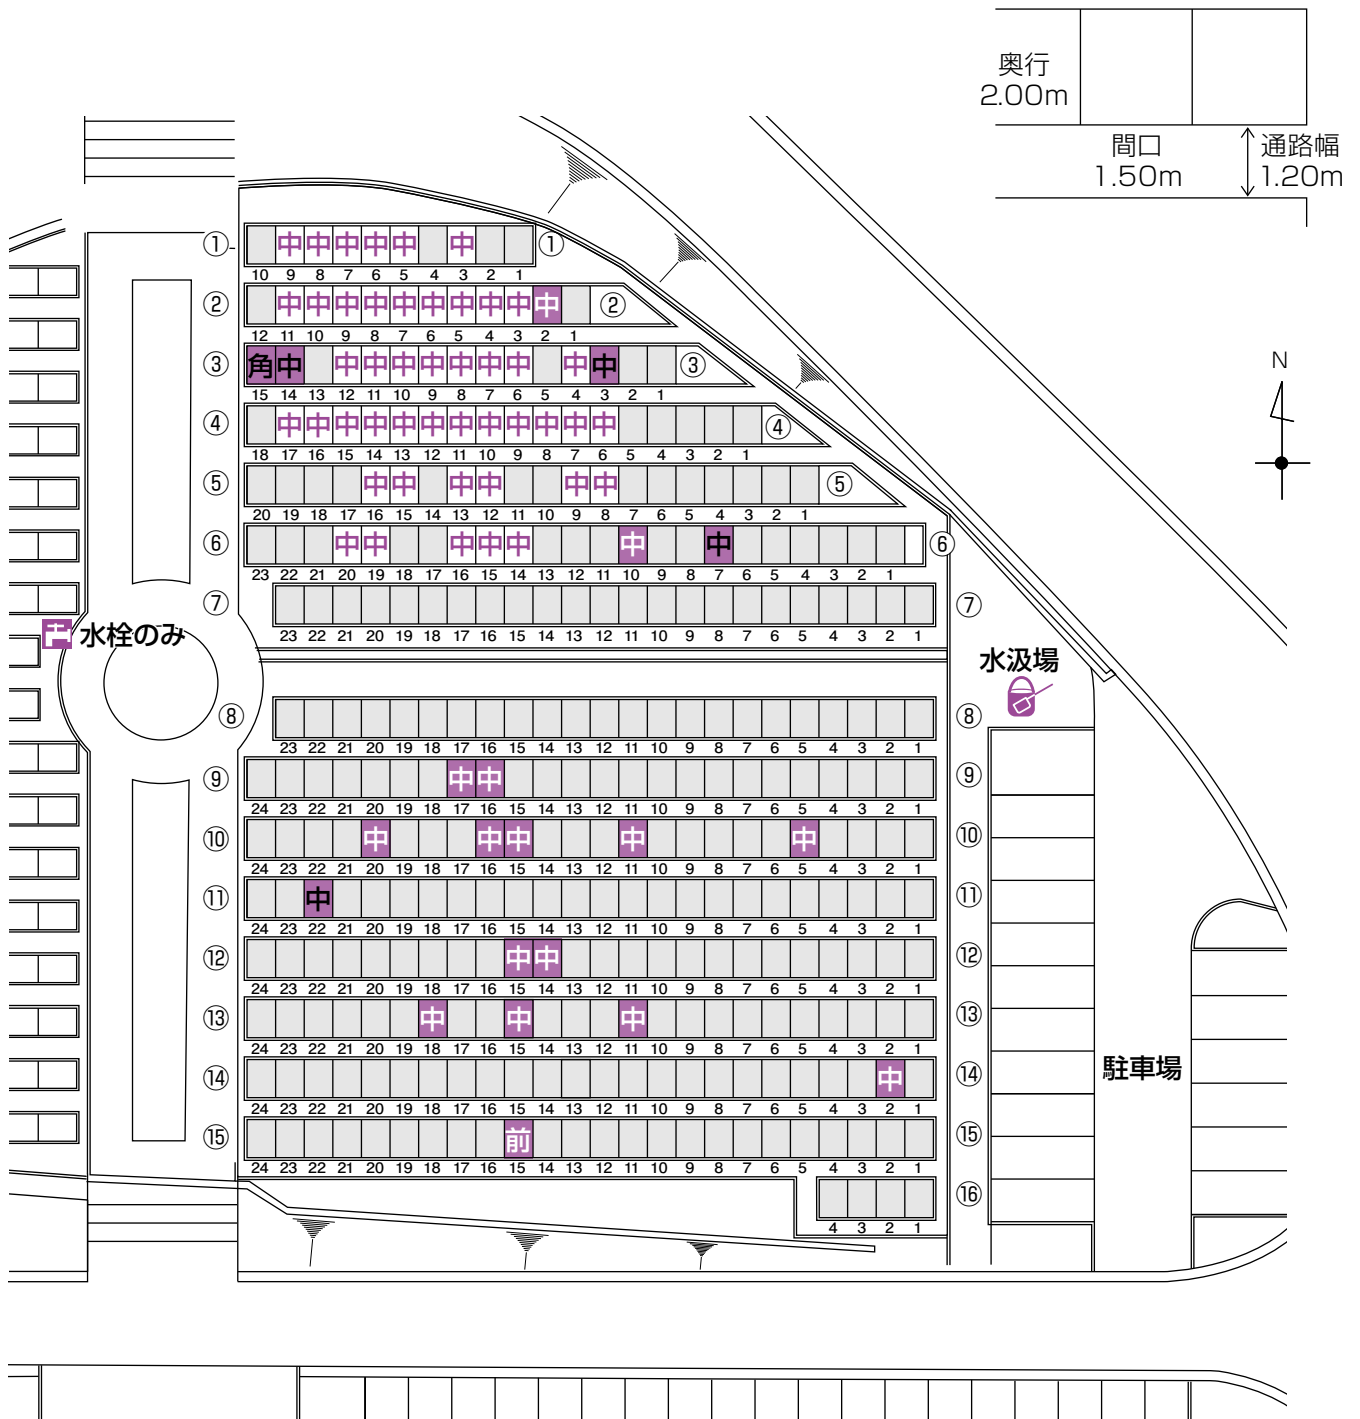 奥行
2.00m
間口
1.50m
通路幅
1.20m
N
① 中 中 中 中 中 中 ①
10 9 8 7 6 5 4 3 2 1
② 中 中 中 中 中 中 中 中 中 中 ②
12 11 10 9 8 7 6 5 4 3 2 1
③ 角 中 中 中 中 中 中 中 中 中 中 ③
15 14 13 12 11 10 9 8 7 6 5 4 3 2 1
④ 中 中 中 中 中 中 中 中 中 中 中 中 ④
18 17 16 15 14 13 12 11 10 9 8 7 6 5 4 3 2 1
⑤ 中 中 中 中 中 中 ⑤
20 19 18 17 16 15 14 13 12 11 10 9 8 7 6 5 4 3 2 1
⑥ 中 中 中 中 中 中 中 ⑥
23 22 21 20 19 18 17 16 15 14 13 12 11 10 9 8 7 6 5 4 3 2 1
⑦ ⑦
23 22 21 20 19 18 17 16 15 14 13 12 11 10 9 8 7 6 5 4 3 2 1
水栓のみ
水汲場
⑧ ⑧
23 22 21 20 19 18 17 16 15 14 13 12 11 10 9 8 7 6 5 4 3 2 1
⑨ 中 中 ⑨
24 23 22 21 20 19 18 17 16 15 14 13 12 11 10 9 8 7 6 5 4 3 2 1
⑩ 中 中 中 中 中 ⑩
24 23 22 21 20 19 18 17 16 15 14 13 12 11 10 9 8 7 6 5 4 3 2 1
⑪ 中 ⑪
24 23 22 21 20 19 18 17 16 15 14 13 12 11 10 9 8 7 6 5 4 3 2 1
⑫ 中 中 ⑫
24 23 22 21 20 19 18 17 16 15 14 13 12 11 10 9 8 7 6 5 4 3 2 1
⑬ 中 中 中 ⑬
24 23 22 21 20 19 18 17 16 15 14 13 12 11 10 9 8 7 6 5 4 3 2 1
駐車場
⑭ 中 ⑭
24 23 22 21 20 19 18 17 16 15 14 13 12 11 10 9 8 7 6 5 4 3 2 1
⑮ 前 ⑮
24 23 22 21 20 19 18 17 16 15 14 13 12 11 10 9 8 7 6 5 4 3 2 1
⑯
4 3 2 1